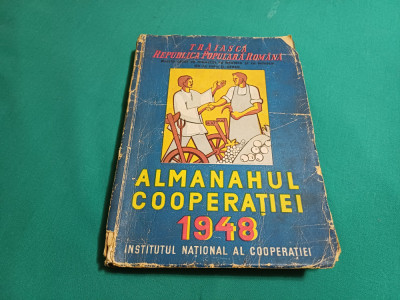 TRĂIASCĂ
REPUBLICA POPULARĂ ROMÂNĂ
ALMANAHUL
COOPERAȚIEI
1948
INSTITUTUL NAȚIONAL AL COOPERAȚIEI